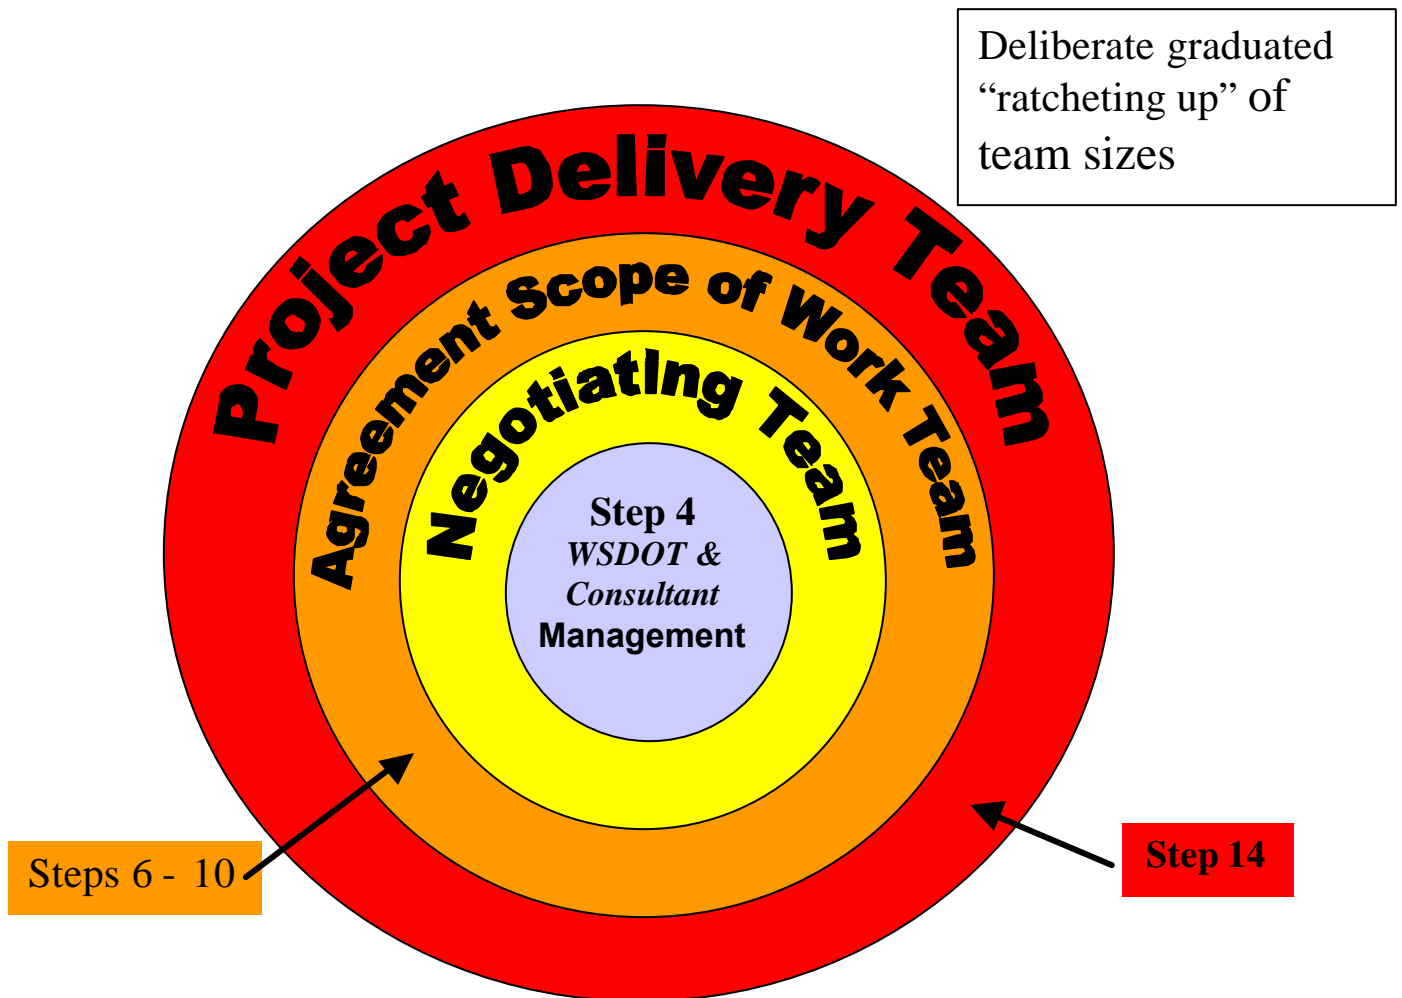 Deliberate graduated
“ratcheting up” of
team sizes
Project Delivery Team
Agreement Scope of Work Team
Negotiating Team
Step 4
WSDOT &
Consultant
Management
Steps 6 - 10
Step 14